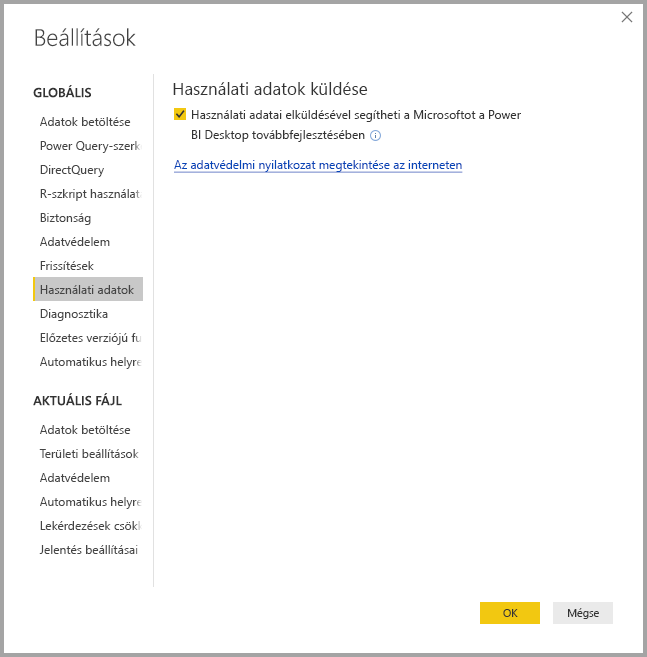 Beállítások
GLOBÁLIS
Adatok betöltése
Power Query-szerk
DirectQuery
R-szkript használat
Biztonság
Adatvédelem
Frissítések
Használati adatok
Diagnosztika
Előzetes verziójú fu
Automatikus helyre
AKTUÁLIS FÁJL
Adatok betöltése
Területi beállítások
Adatvédelem
Automatikus helyre
Lekérdezések csökk
Jelentés beállításai
Használati adatok küldése
Használati adatai elküldésével segítheti a Microsoftot a Power
BI Desktop továbbfejlesztésében
Az adatvédelmi nyilatkozat megtekintése az interneten
OK
Mégse